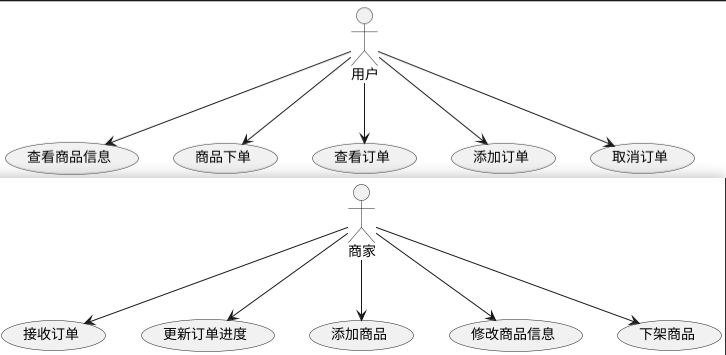 用户
查看商品信息
商品下单
查看订单
添加订单
取消订单
商家
接收订单
更新订单进度
添加商品
修改商品信息
下架商品